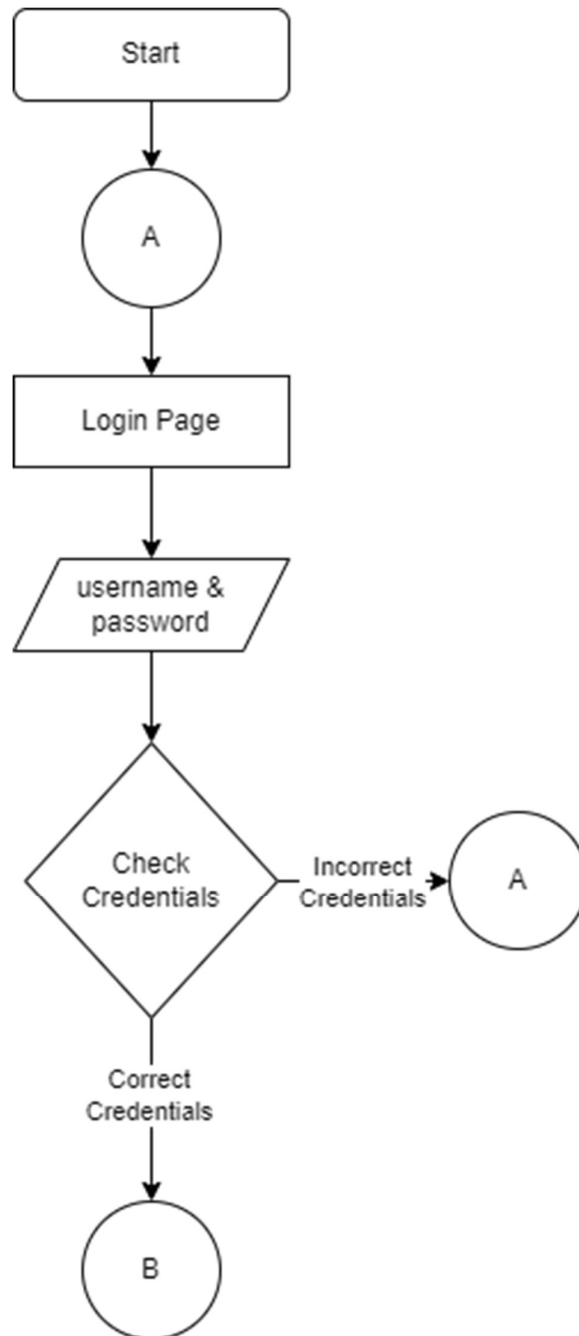 Start
A
Login Page
username &
password
Check
Credentials
Incorrect
Credentials
A
Correct
Credentials
B